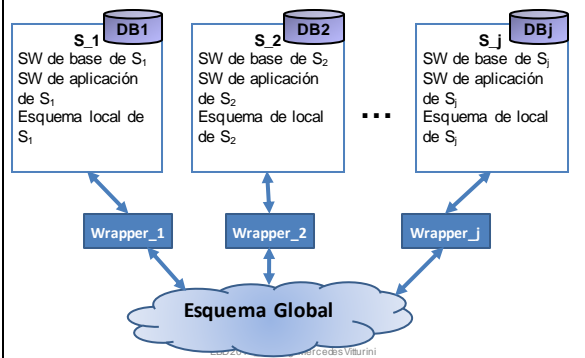 DB1
S_1
SW de base de S₁
SW de aplicación
de S₁
Esquema local de
S₁
DB2
S_2
SW de base de S₂
SW de aplicación
de S₂
Esquema de local
de S₂
...
DBj
S_j
SW de base de Sⱼ
SW de aplicación
de Sⱼ
Esquema de local
de Sⱼ
Wrapper_1
Wrapper_2
Wrapper_j
Esquema Global
Mercedes Vitturini